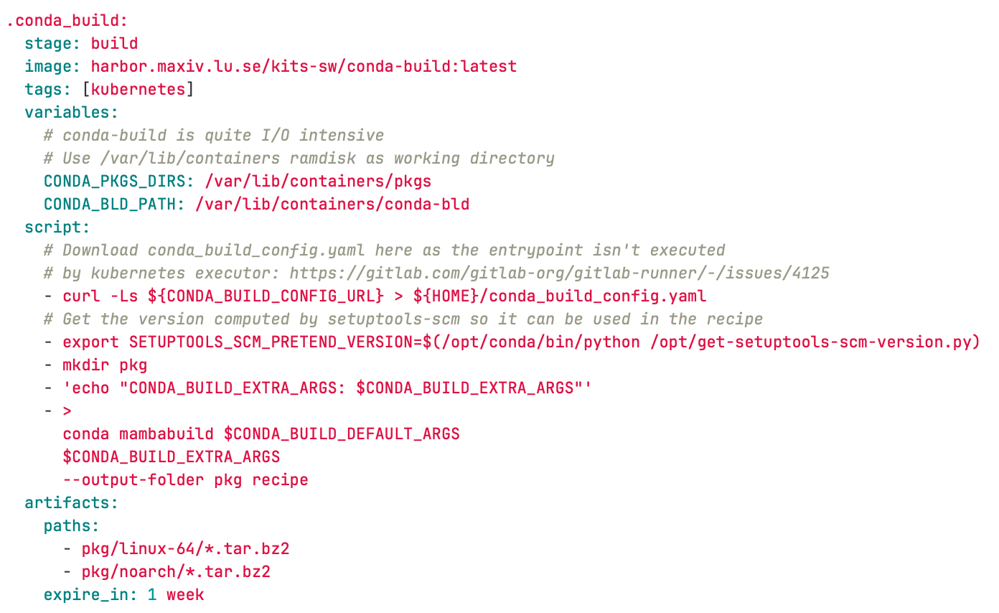 .conda_build:
  stage: build
  image: harbor.maxiv.lu.se/kits-sw/conda-build:latest
  tags: [kubernetes]
  variables:
    # conda-build is quite I/O intensive
    # Use /var/lib/containers ramdisk as working directory
    CONDA_PKGS_DIRS: /var/lib/containers/pkgs
    CONDA_BLD_PATH: /var/lib/containers/conda-bld
  script:
    # Download conda_build_config.yaml here as the entrypoint isn't executed
    # by kubernetes executor: https://gitlab.com/gitlab-org/gitlab-runner/-/issues/4125
    - curl -Ls ${CONDA_BUILD_CONFIG_URL} > ${HOME}/conda_build_config.yaml
    # Get the version computed by setuptools-scm so it can be used in the recipe
    - export SETUPTOOLS_SCM_PRETEND_VERSION=$(/opt/conda/bin/python /opt/get-setuptools-scm-version.py)
    - mkdir pkg
    - 'echo "CONDA_BUILD_EXTRA_ARGS: $CONDA_BUILD_EXTRA_ARGS"'
    - >
      conda mambabuild $CONDA_BUILD_DEFAULT_ARGS
      $CONDA_BUILD_EXTRA_ARGS
      --output-folder pkg recipe
  artifacts:
    paths:
      - pkg/linux-64/*.tar.bz2
      - pkg/noarch/*.tar.bz2
    expire_in: 1 week